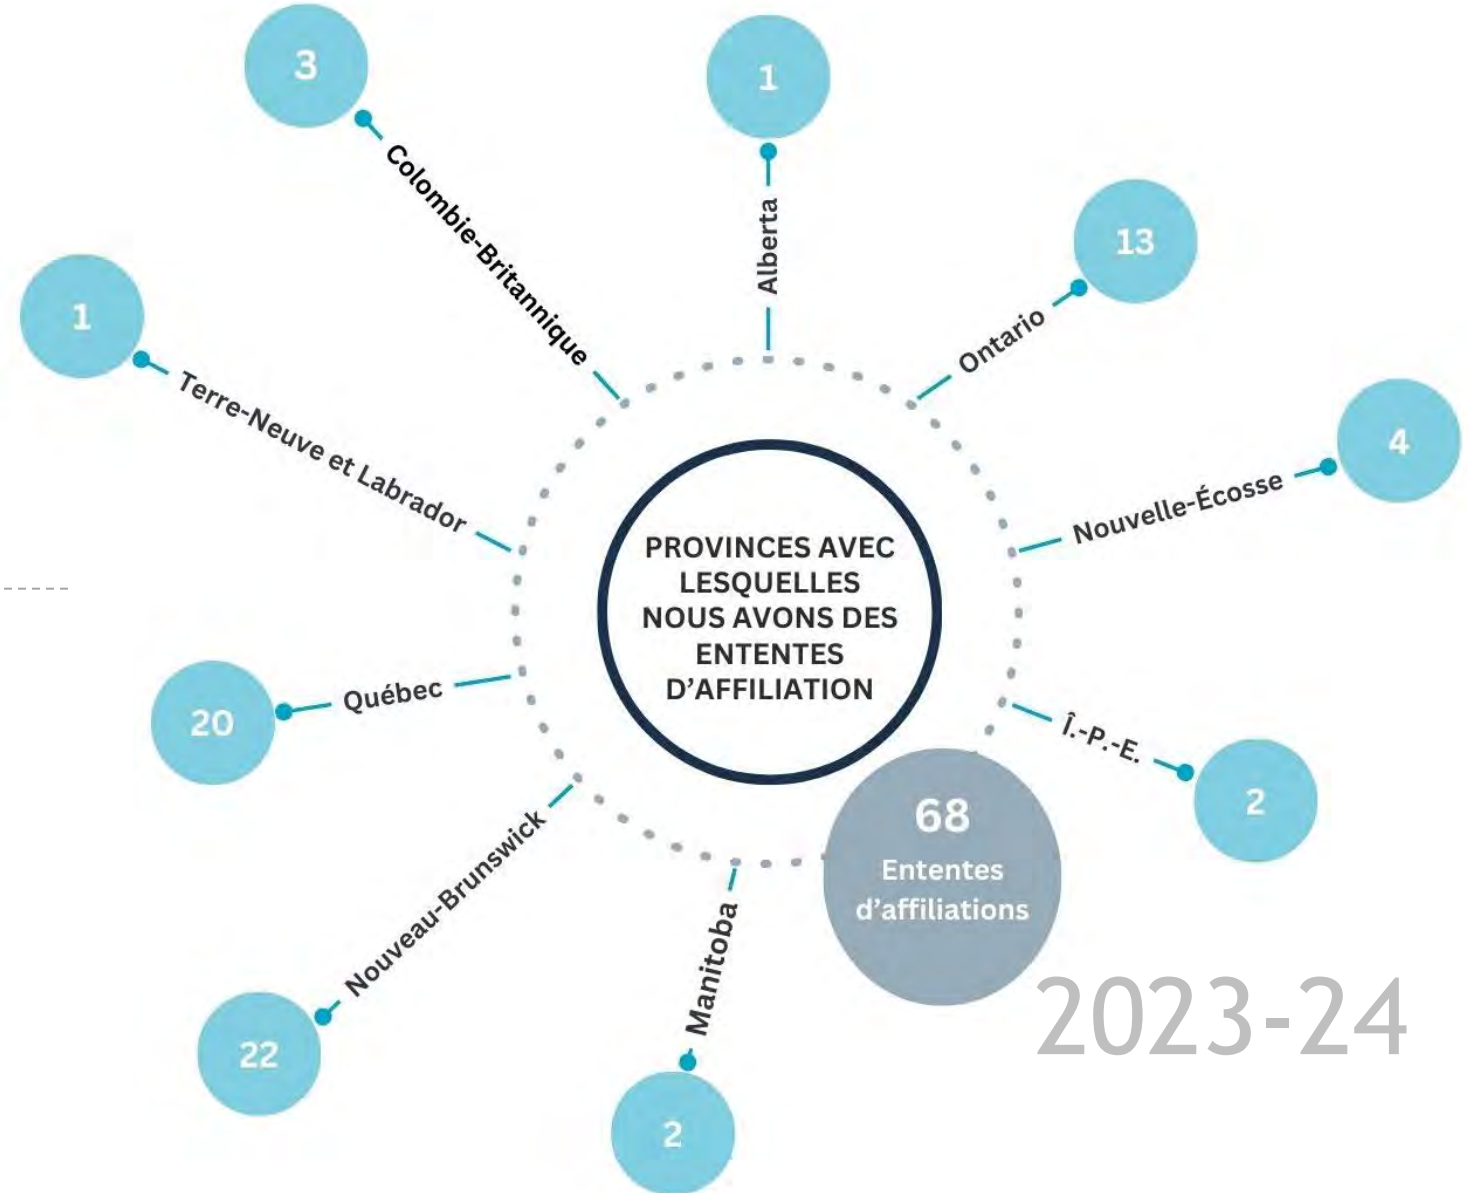 3
Colombie-Britannique
1
Alberta
13
Ontario
4
Nouvelle-Écosse
1
Terre-Neuve et Labrador
PROVINCES AVEC
LESQUELLES
NOUS AVONS DES
ENTENTES
D’AFFILIATION
20
Québec
Î.-P.-E.
2
68
Ententes
d’affiliations
Nouveau-Brunswick
22
Manitoba
2
2023-24